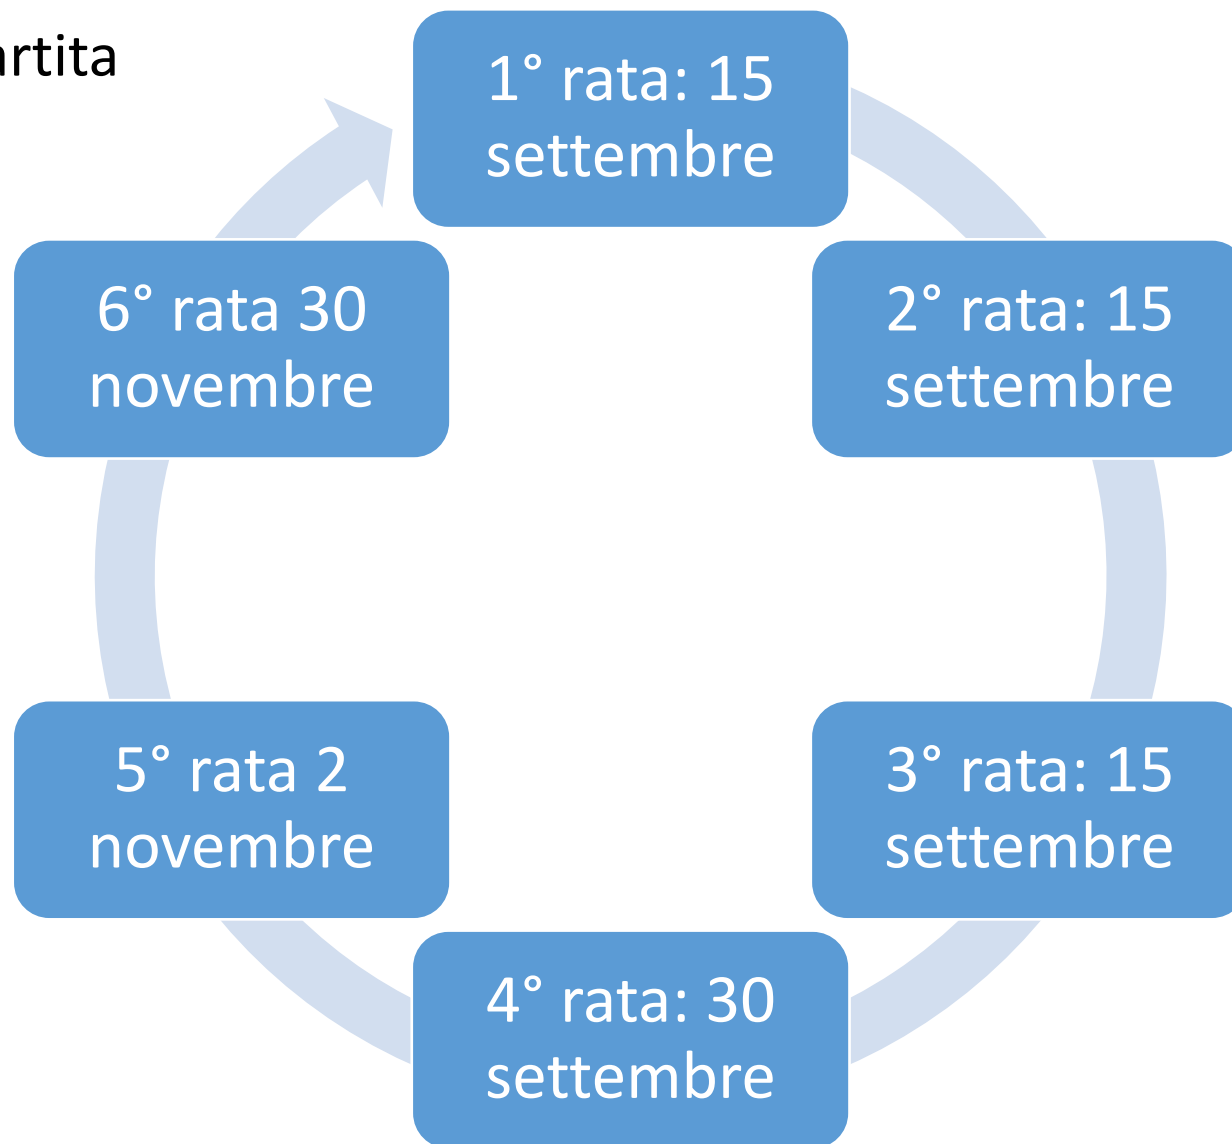 artita
1° rata: 15
settembre
2° rata: 15
settembre
3° rata: 15
settembre
4° rata: 30
settembre
5° rata 2
novembre
6° rata 30
novembre